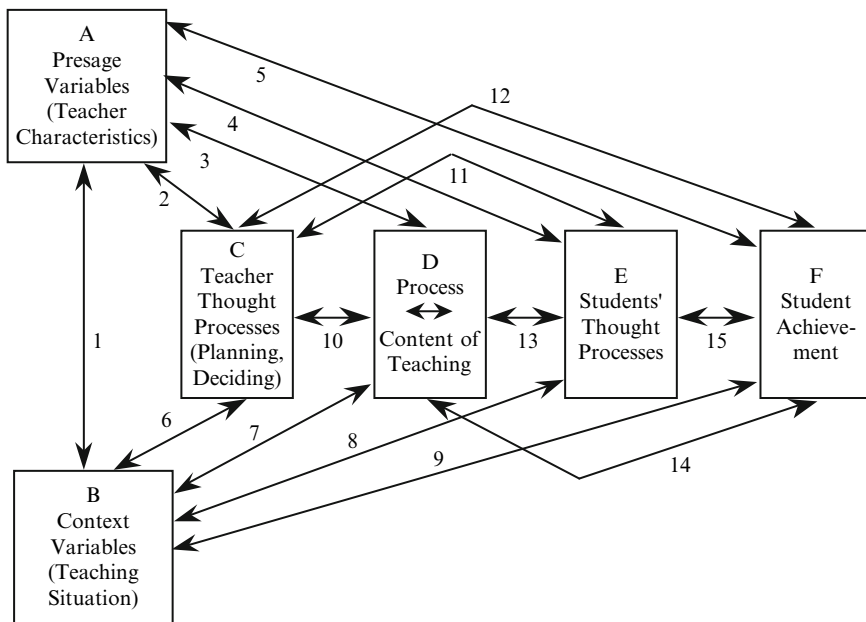 A
Presage
Variables
(Teacher
Characteristics)
5
12
4
3
11
2
C
Teacher
Thought
Processes
(Planning,
Deciding)
D
Process
Content of
Teaching
E
Students'
Thought
Processes
F
Student
Achieve-
ment
1
10
13
15
6
7
8
9
14
B
Context
Variables
(Teaching
Situation)